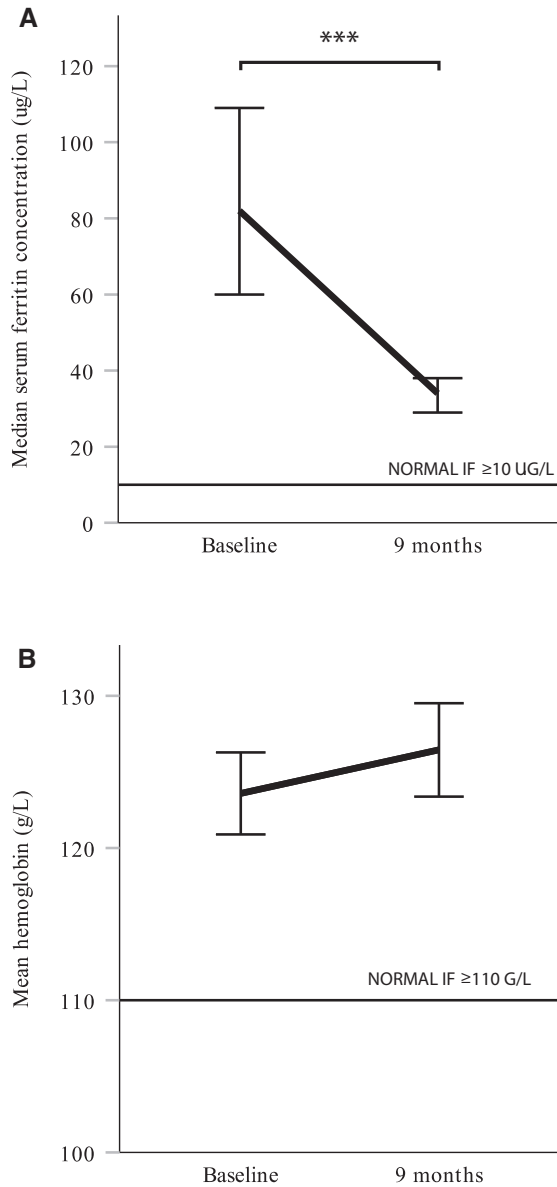 A
***
Median serum ferritin concentration (ug/L)
120
100
80
60
40
20
0
NORMAL IF ≥10 UG/L
Baseline 9 months
B
Mean hemoglobin (g/L)
130
120
110
100
NORMAL IF ≥110 G/L
Baseline 9 months